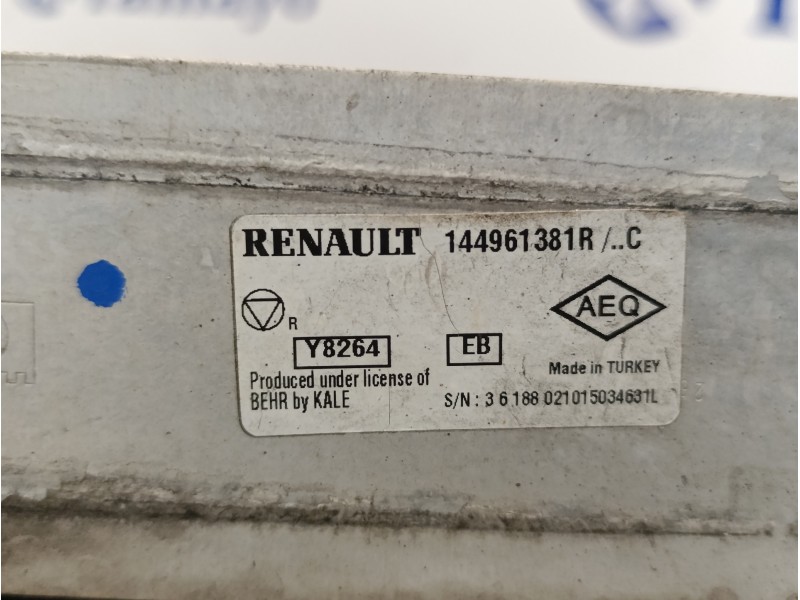 RENAULT 144961381R /..C
R
AEQ
Y8264 EB
Made in TURKEY
Produced under license of
BEHR by KALE
S/N : 3 6 188 021015034631L